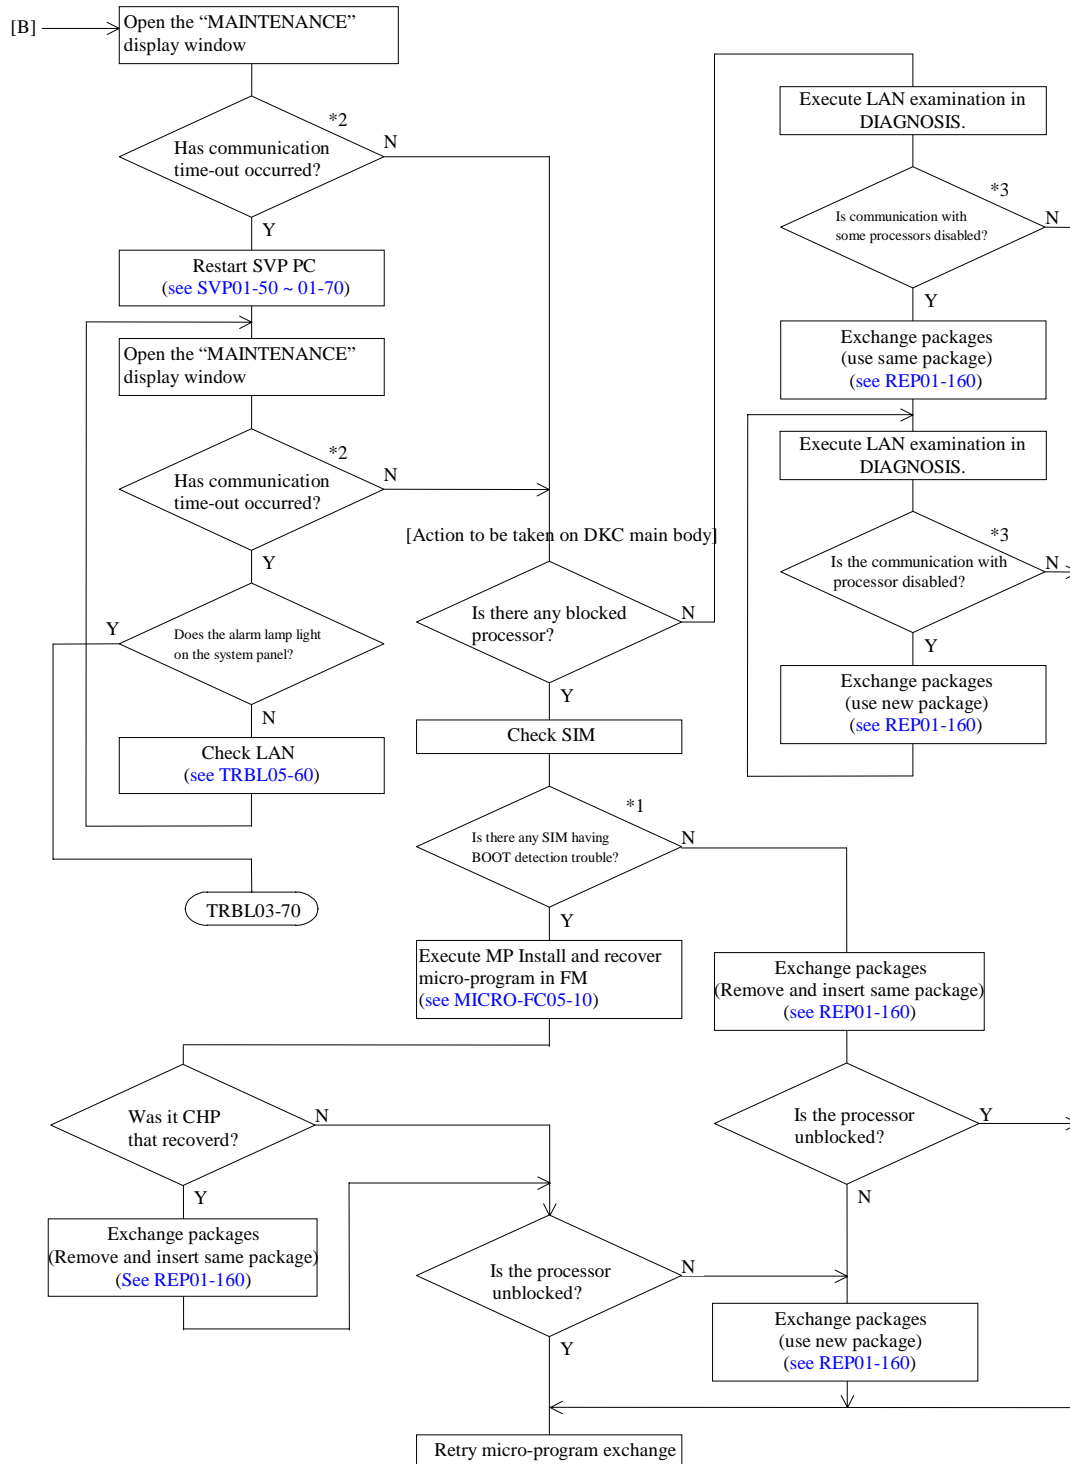 [B]
Open the “MAINTENANCE”
display window
*2
Has communication
time-out occurred?
N
Y
Restart SVP PC
(see SVP01-50 ~ 01-70)
Open the “MAINTENANCE”
display window
*2
Has communication
time-out occurred?
N
Y
Y
Does the alarm lamp light
on the system panel?
N
Check LAN
(see TRBL05-60)
TRBL03-70
[Action to be taken on DKC main body]
Is there any blocked
processor?
N
Y
Check SIM
*1
Is there any SIM having
BOOT detection trouble?
N
Y
Execute MP Install and recover
micro-program in FM
(see MICRO-FC05-10)
Was it CHP
that recoverd?
N
Y
Exchange packages
(Remove and insert same package)
(See REP01-160)
Is the processor
unblocked?
N
Y
Retry micro-program exchange
Execute LAN examination in
DIAGNOSIS.
*3
Is communication with
some processors disabled?
N
Y
Exchange packages
(use same package)
(see REP01-160)
Execute LAN examination in
DIAGNOSIS.
*3
Is the communication with
processor disabled?
N
Y
Exchange packages
(use new package)
(see REP01-160)
Exchange packages
(Remove and insert same package)
(see REP01-160)
Is the processor
unblocked?
Y
N
Exchange packages
(use new package)
(see REP01-160)